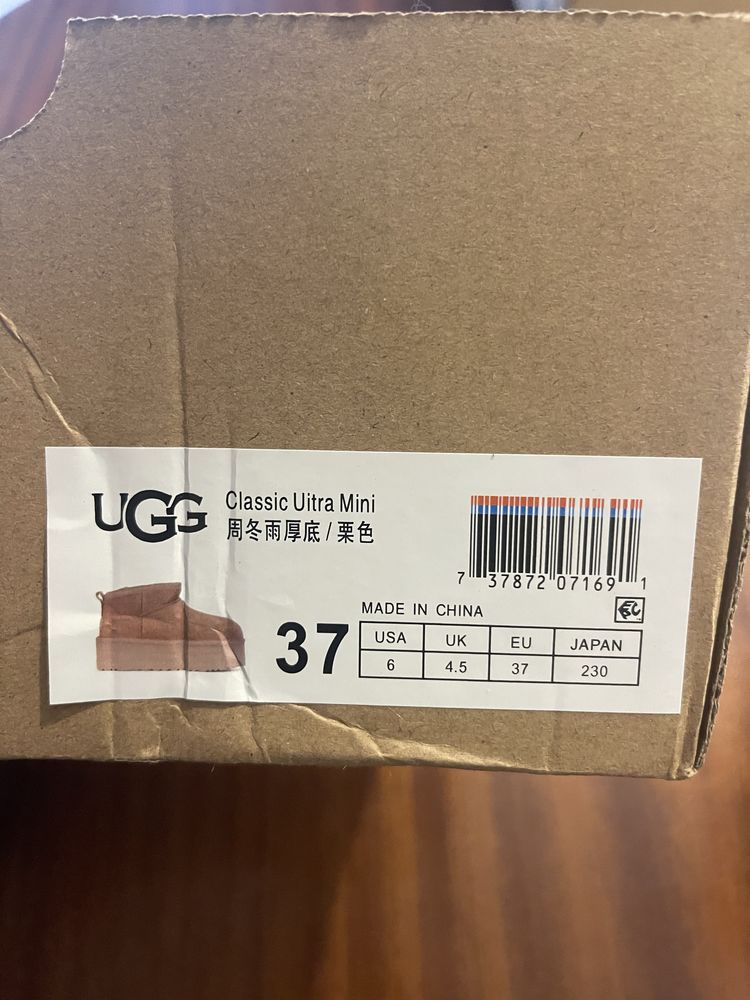 UGG
Classic Uitra Mini
周冬雨厚底 / 栗色
7 37872 07169 1
MADE IN CHINA
37
USA UK EU JAPAN
6 4.5 37 230